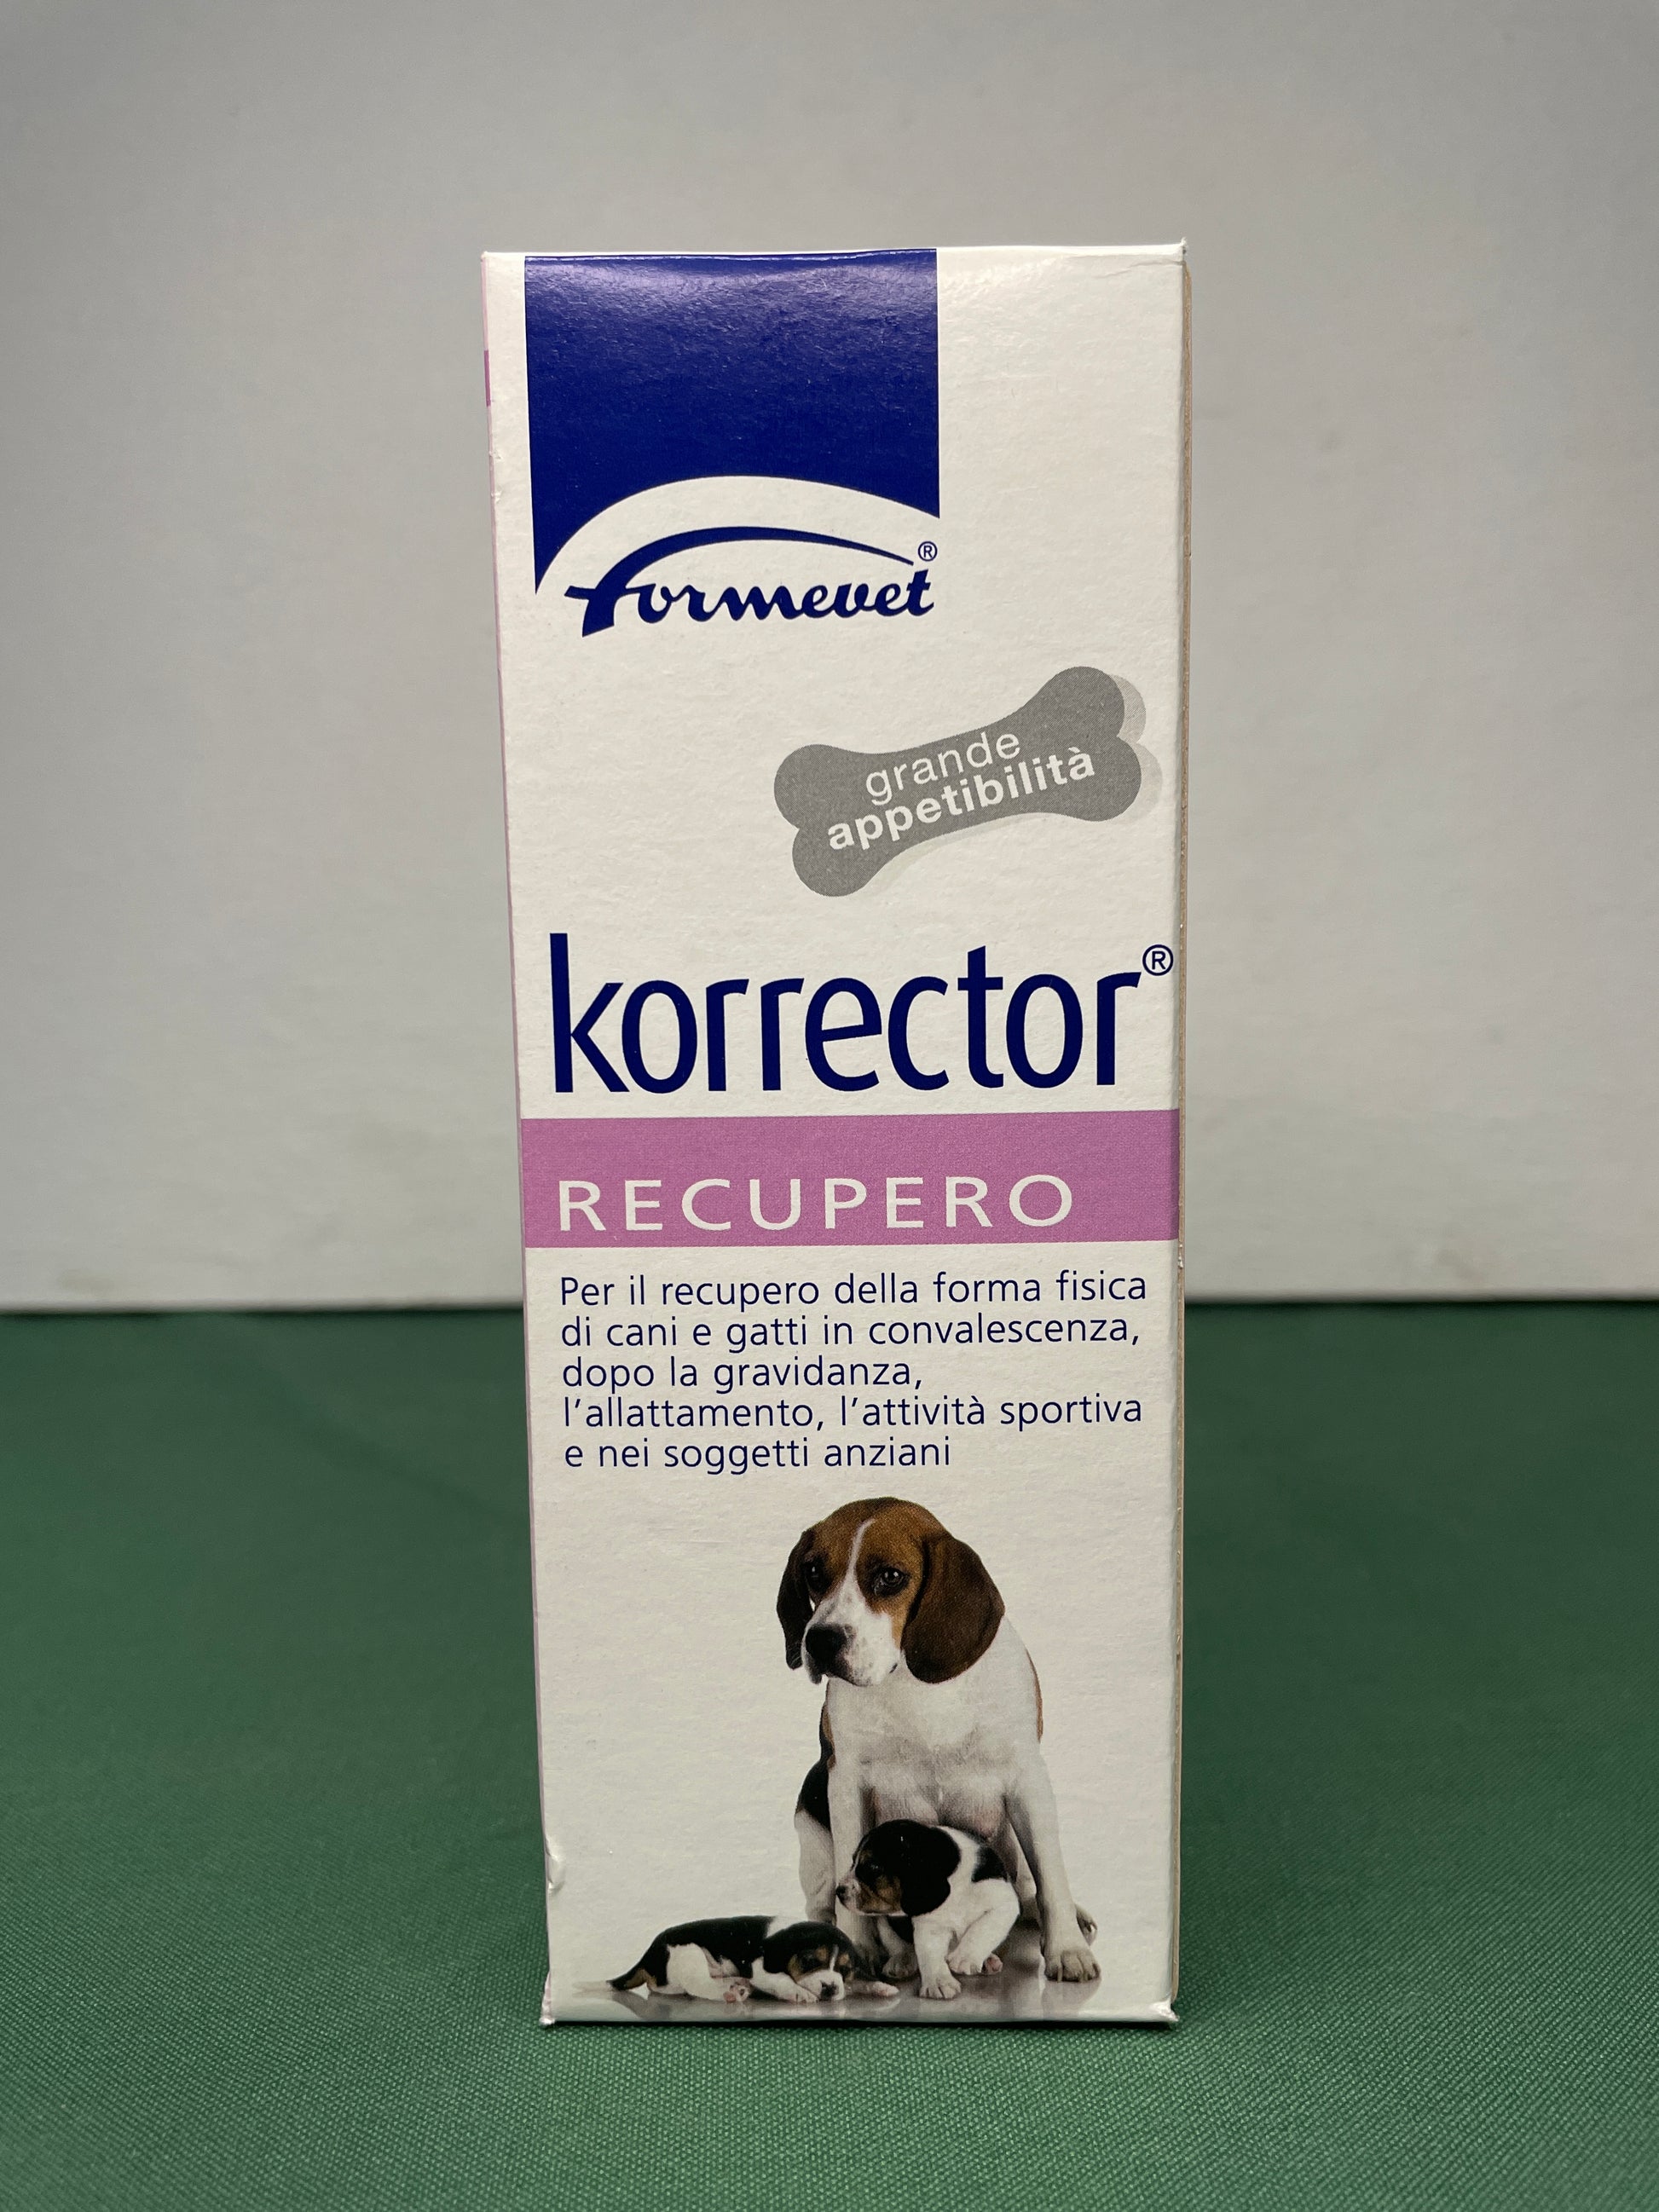 formevet®
grande
appetibilità
korrector®
RECUPERO
Per il recupero della forma fisica
di cani e gatti in convalescenza,
dopo la gravidanza,
l'allattamento, l'attività sportiva
e nei soggetti anziani